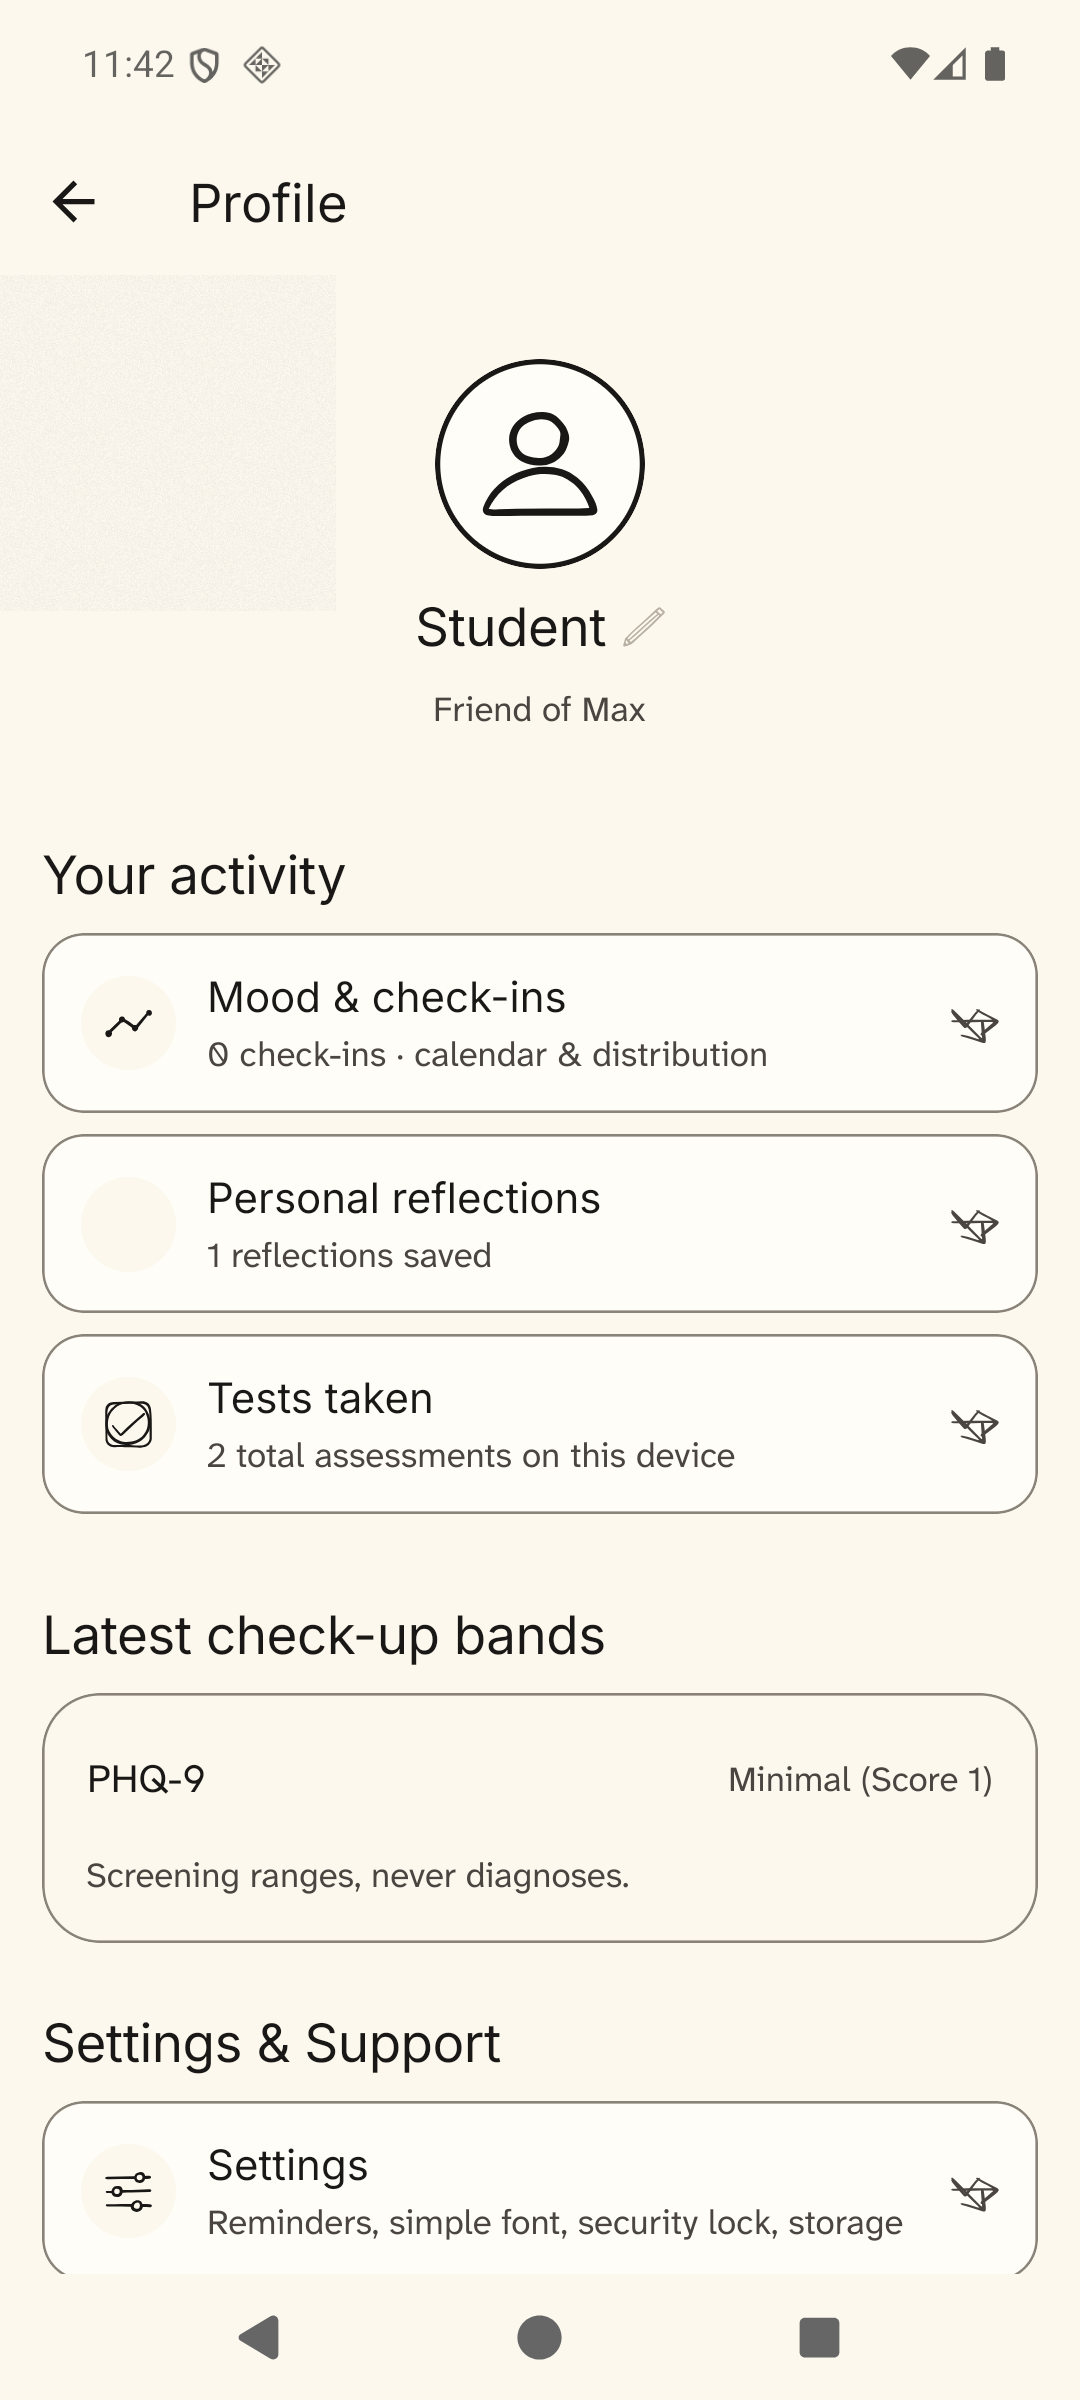 11:42
Profile
Student
Friend of Max
Your activity
Mood & check-ins
0 check-ins · calendar & distribution
Personal reflections
1 reflections saved
Tests taken
2 total assessments on this device
Latest check-up bands
PHQ-9 Minimal (Score 1)
Screening ranges, never diagnoses.
Settings & Support
Settings
Reminders, simple font, security lock, storage